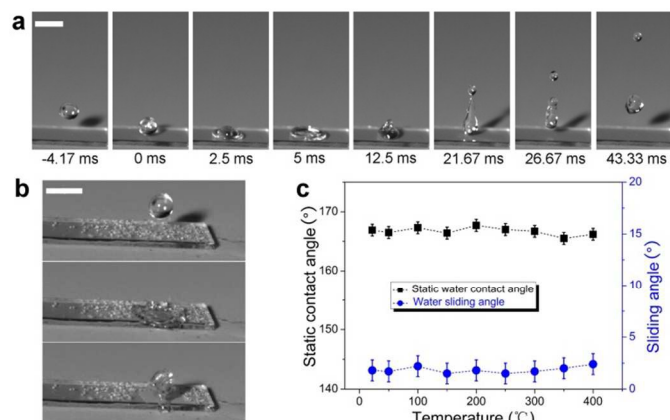 a
-4.17 ms 0 ms 2.5 ms 5 ms 12.5 ms 21.67 ms 26.67 ms 43.33 ms
b
c
Static contact angle (°)
170
160
150
140
20
15
10
5
0
Sliding angle (°)
Static water contact angle
Water sliding angle
0 100 200 300 400
Temperature (℃)